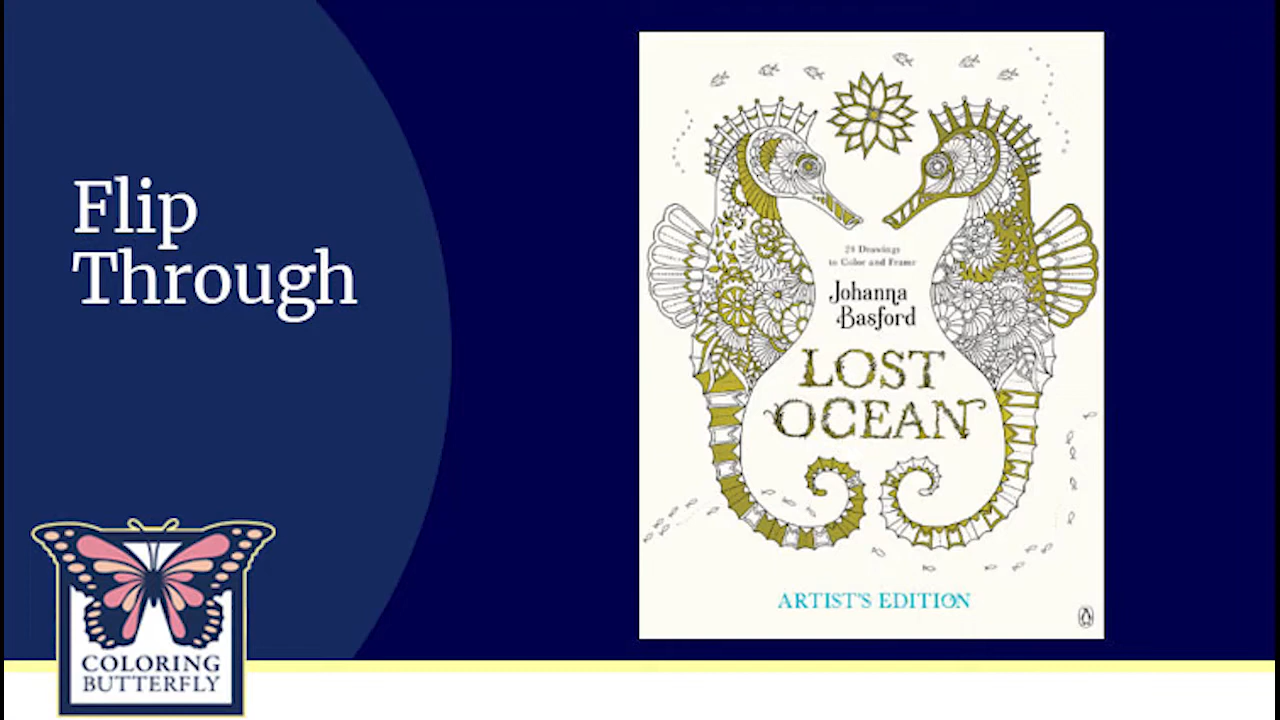 Flip
Through
24 Drawings
to Color and Frame
Johanna
Basford
LOST
OCEAN
ARTIST'S EDITION
COLORING
BUTTERFLY